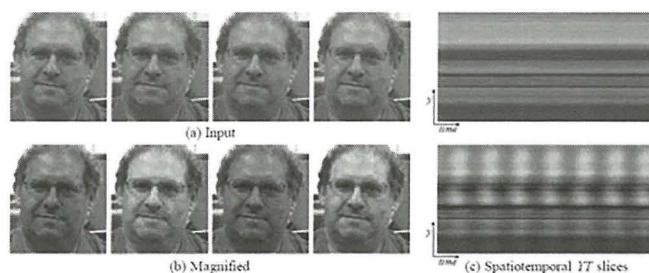 y
time
(a) Input
y
time
(b) Magnified
(c) Spatiotemporal YT slices